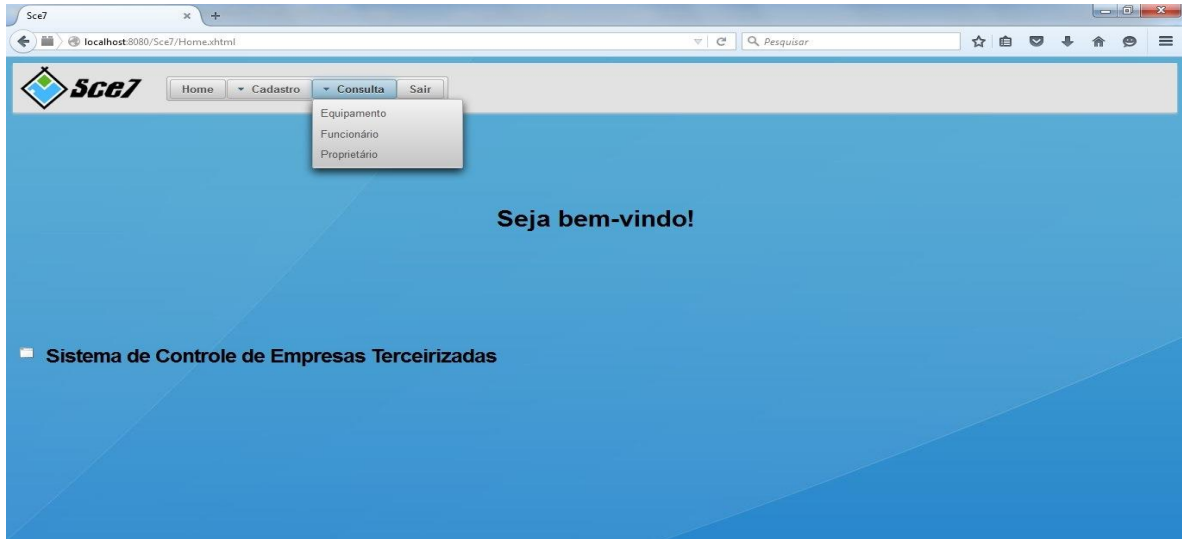 Sce7
localhost:8080/Sce7/Home.xhtml
Pesquisar
Sce7
Home Cadastro Consulta Sair
Equipamento
Funcionário
Proprietário
Seja bem-vindo!
Sistema de Controle de Empresas Terceirizadas